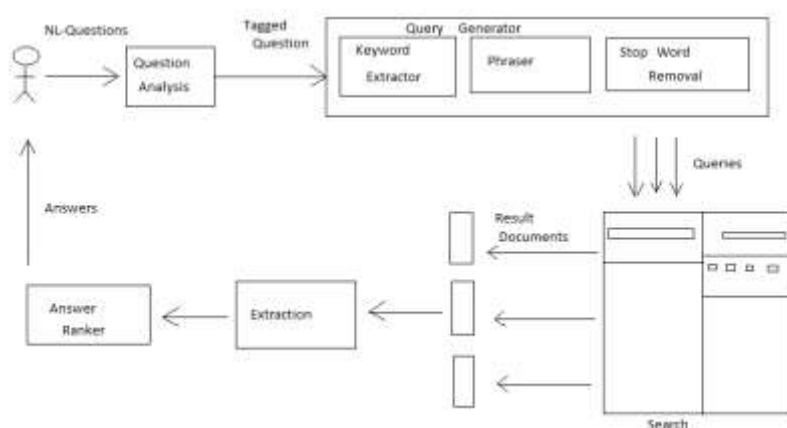 NL-Questions
Question
Analysis
Tagged
Question
Query Generator
Keyword
Extractor
Phraser
Stop Word
Removal
Queries
Result
Documents
Search
Extraction
Answer
Ranker
Answers